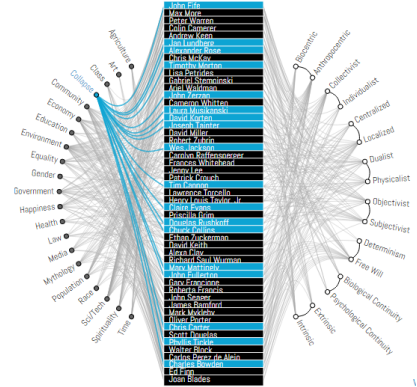 Agriculture
Art
Class
Collapse
Community
Economy
Education
Environment
Equality
Gender
Government
Happiness
Health
Law
Media
Mythology
Population
Race
Sci/Tech
Spirituality
Time
John Fife
Max More
Peter Warren
Colin Camerer
Andrew Keen
Jan Lundberg
Alexander Rose
Chris McKay
Timothy Morton
Lisa Petrides
Gabriel Stempinski
Ariel Waldman
John Zerzan
Cameron Whitten
Laura Musikanski
David Korten
Joseph Tainter
David Miller
Robert Zubrin
Wes Jackson
Carolyn Raffensperger
Frances Whitehead
Jenny Lee
Patrick Crouch
Tim Cannon
Lawrence Torcello
Henry Louis Taylor Jr.
Claire Evans
Priscilla Grim
Douglas Rushkoff
Chuck Collins
Ethan Zuckerman
David Keith
Alexa Clay
Richard Saul Wurman
Mary Mattingly
John Fullerton
Gary Francione
Roberta Francis
John Seager
James Bamford
Mark Mykleby
Oliver Porter
Chris Carter
Scott Douglas
Phyllis Tickle
Walter Block
Carlos Perez de Alejo
Charles Bowden
Ed Finn
Joan Blades
Biocentric
Anthropocentric
Collectivist
Individualist
Centralized
Localized
Dualist
Physicalist
Objectivist
Subjectivist
Determinism
Free Will
Biological Continuity
Psychological Continuity
Extrinsic
Intrinsic